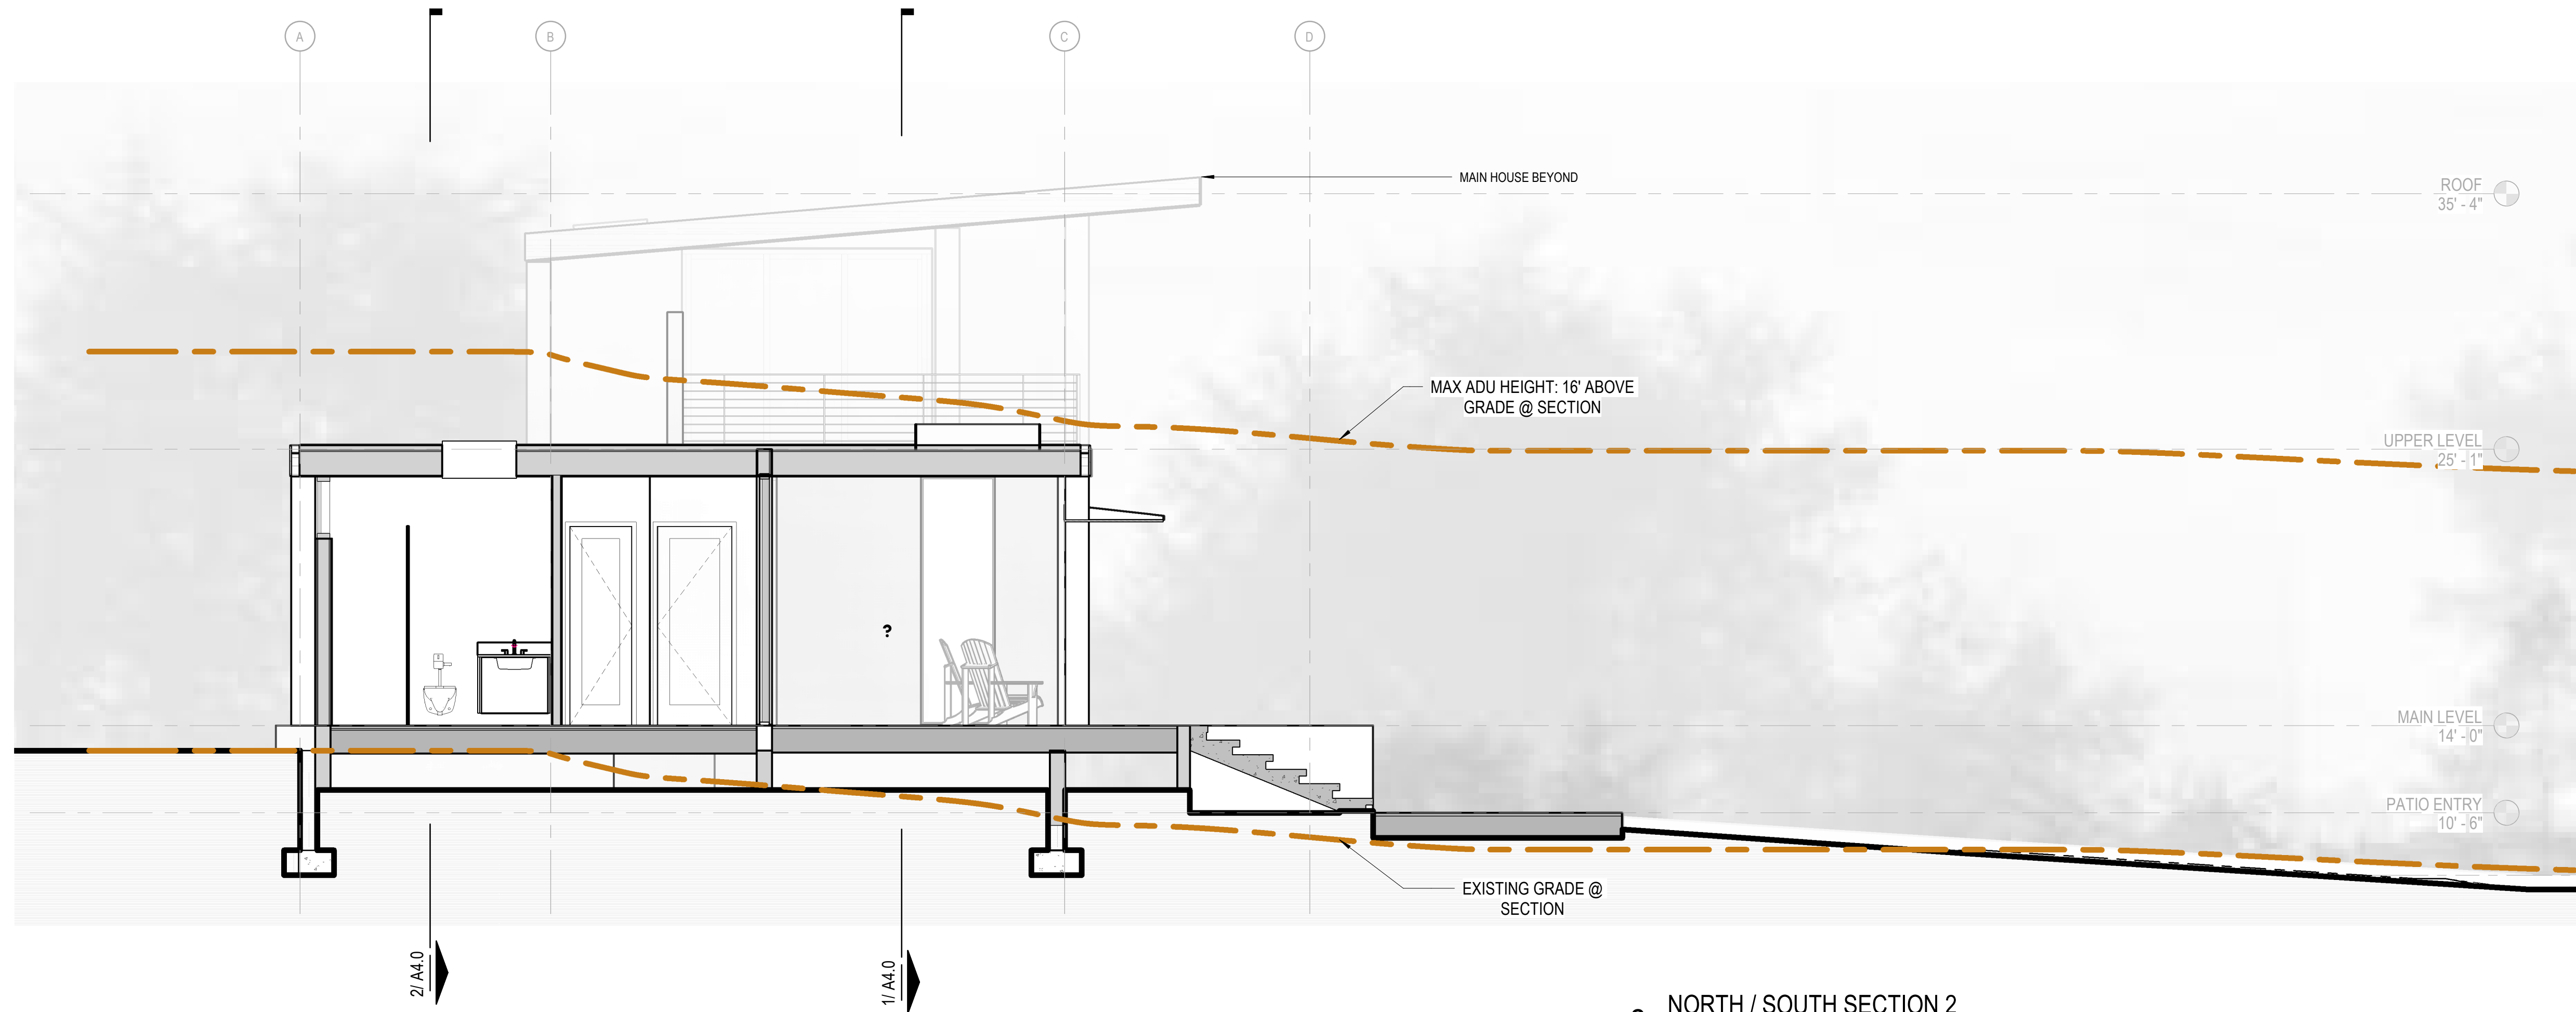 A
B
C
D
MAIN HOUSE BEYOND
ROOF
35' - 4"
MAX ADU HEIGHT: 16' ABOVE
GRADE @ SECTION
UPPER LEVEL
25' - 1"
?
MAIN LEVEL
14' - 0"
PATIO ENTRY
10' - 6"
EXISTING GRADE @
SECTION
2/ A4.0
1/ A4.0
NORTH / SOUTH SECTION 2